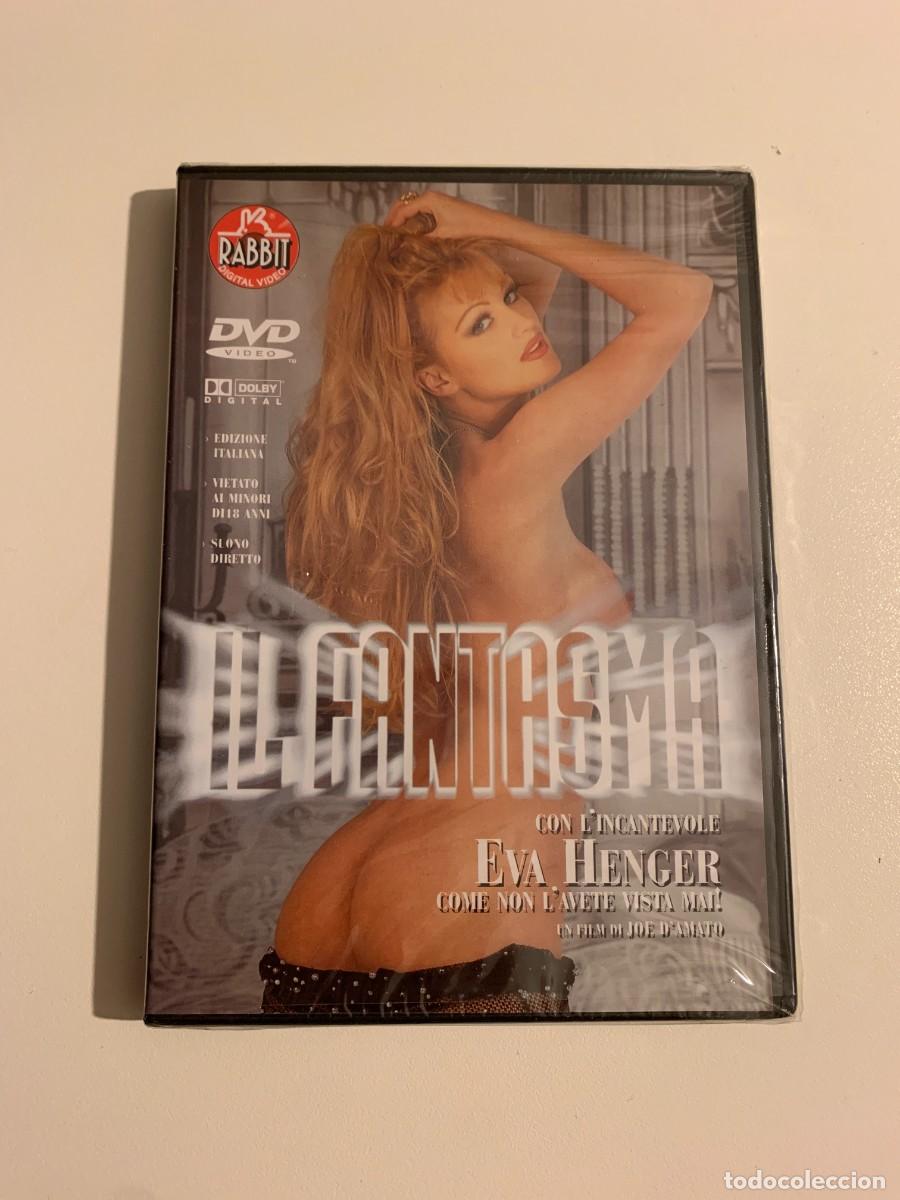 RABBIT
DIGITAL VIDEO
DVD
VIDEO
TM
DOLBY
DIGITAL
EDIZIONE
ITALIANA
VIETATO
AI MINORI
DI 18 ANNI
SUONO
DIRETTO
IL FANTASMA
CON L'INCANTEVOLE
EVA HENGER
COME NON L'AVETE VISTA MAI!
UN FILM DI JOE D'AMATO
todocoleccion